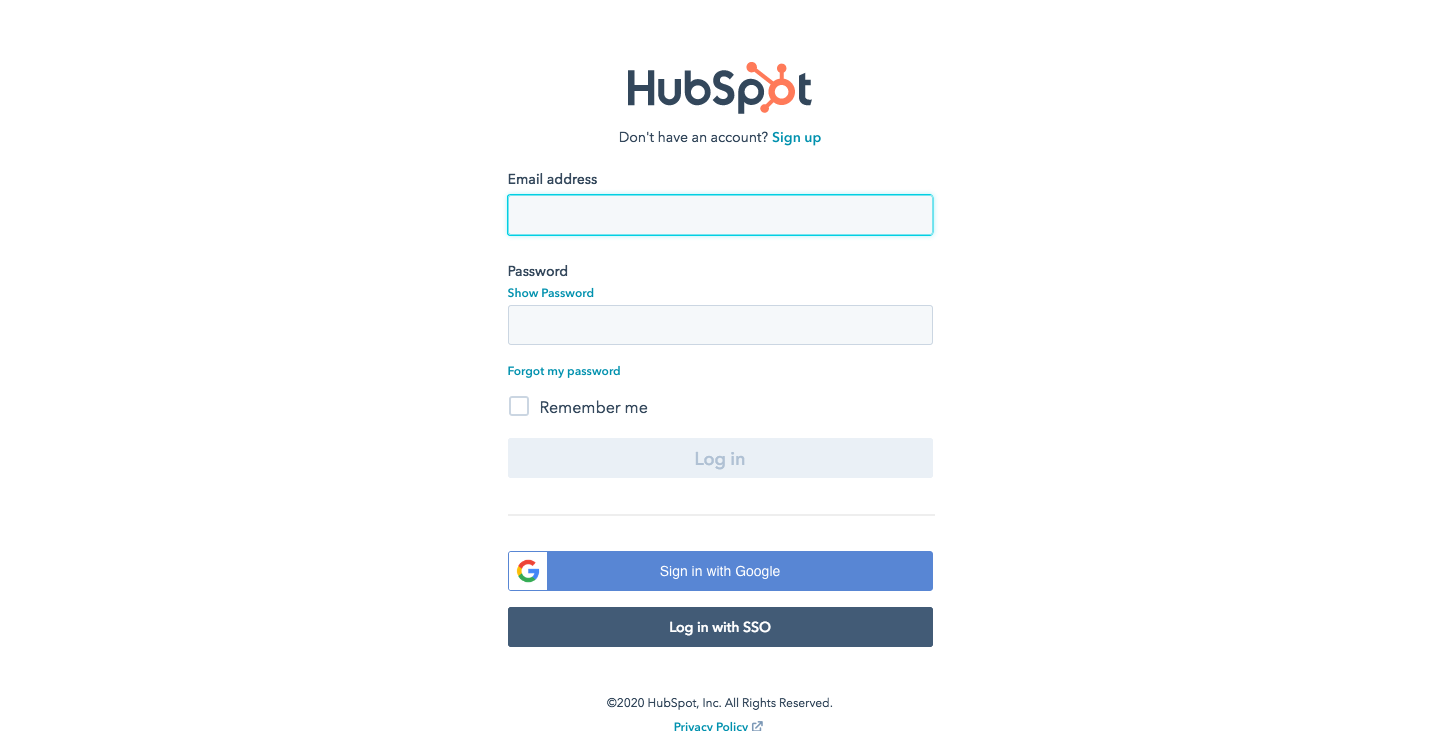 HubSpot
Don't have an account? Sign up
Email address
Password
Show Password
Forgot my password
Remember me
Log in
Sign in with Google
Log in with SSO
©2020 HubSpot, Inc. All Rights Reserved.
Privacy Policy